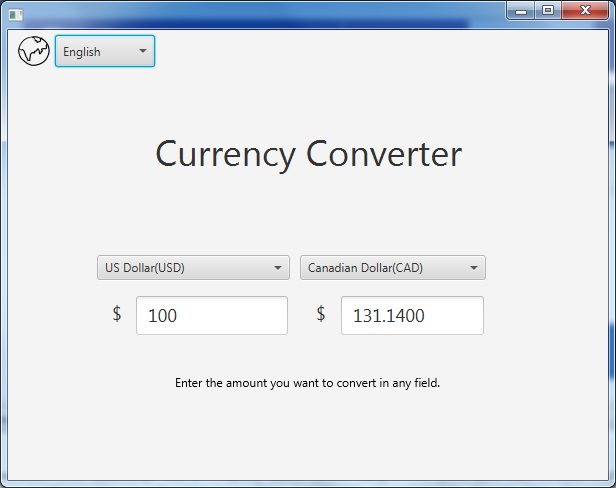 English
Currency Converter
US Dollar(USD) Canadian Dollar(CAD)
$ 100 $ 131.1400
Enter the amount you want to convert in any field.